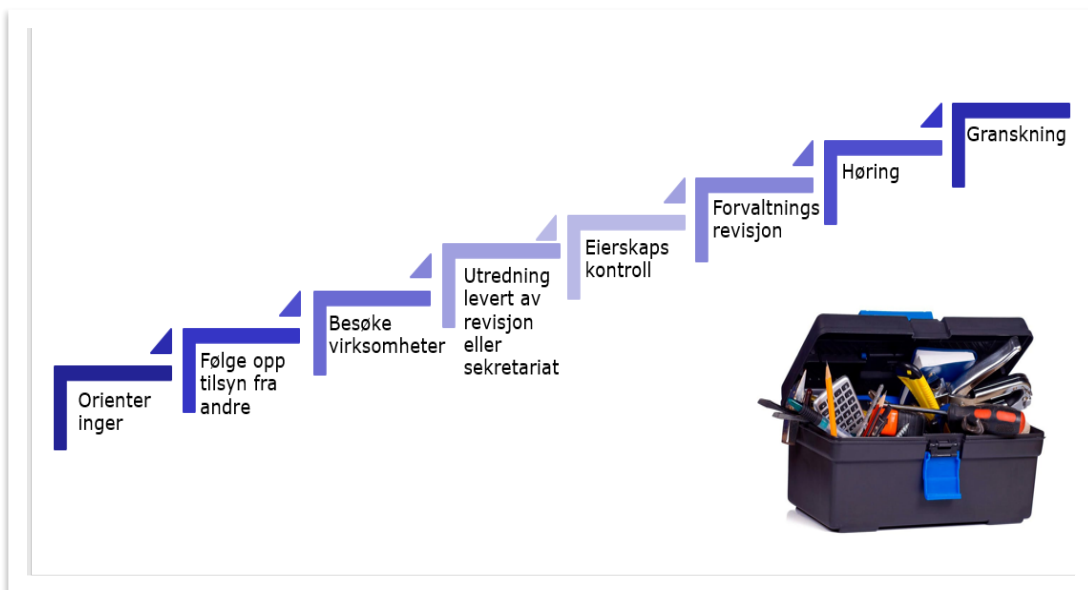 Orienter
inger
Følge opp
tilsyn fra
andre
Besøke
virksomheter
Utredning
levert av
revisjon
eller
sekretariat
Eierskaps
kontroll
Forvaltnings
revisjon
Høring
Granskning